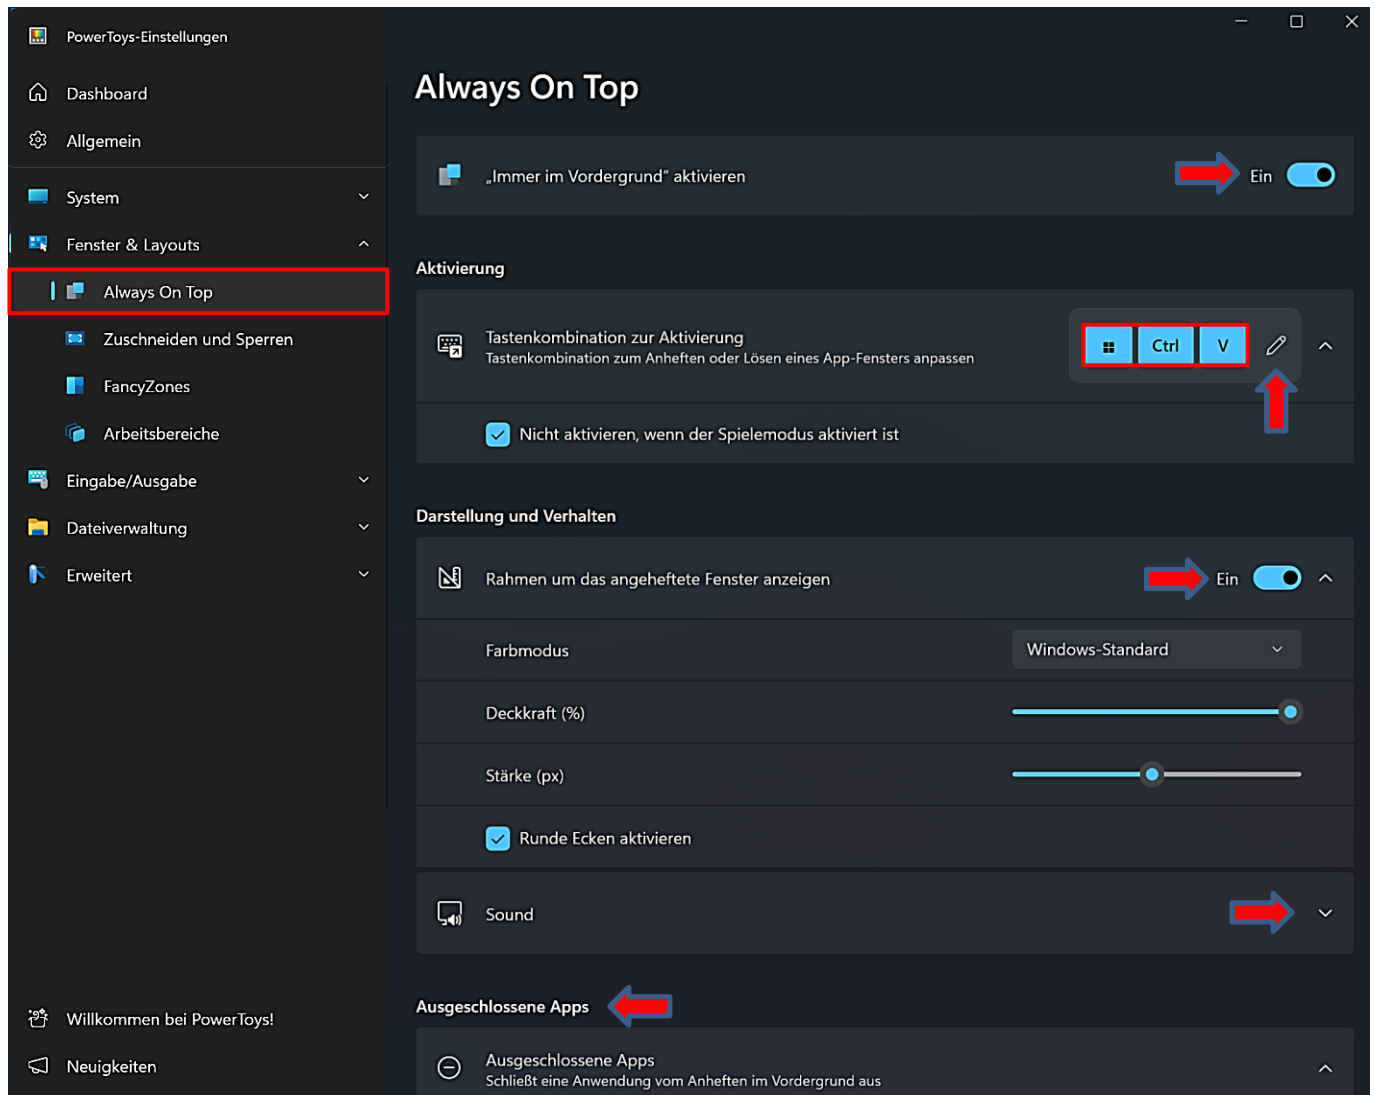 PowerToys-Einstellungen
Dashboard
Allgemein
System
Fenster & Layouts
Always On Top
Zuschneiden und Sperren
FancyZones
Arbeitsbereiche
Eingabe/Ausgabe
Dateiverwaltung
Erweitert
Willkommen bei PowerToys!
Neuigkeiten
Always On Top
„Immer im Vordergrund“ aktivieren
Ein
Aktivierung
Tastenkombination zur Aktivierung
Tastenkombination zum Anheften oder Lösen eines App-Fensters anpassen
Ctrl V
Nicht aktivieren, wenn der Spielemodus aktiviert ist
Darstellung und Verhalten
Rahmen um das angeheftete Fenster anzeigen
Ein
Farbmodus
Windows-Standard
Deckkraft (%)
Stärke (px)
Runde Ecken aktivieren
Sound
Ausgeschlossene Apps
Ausgeschlossene Apps
Schließt eine Anwendung vom Anheften im Vordergrund aus